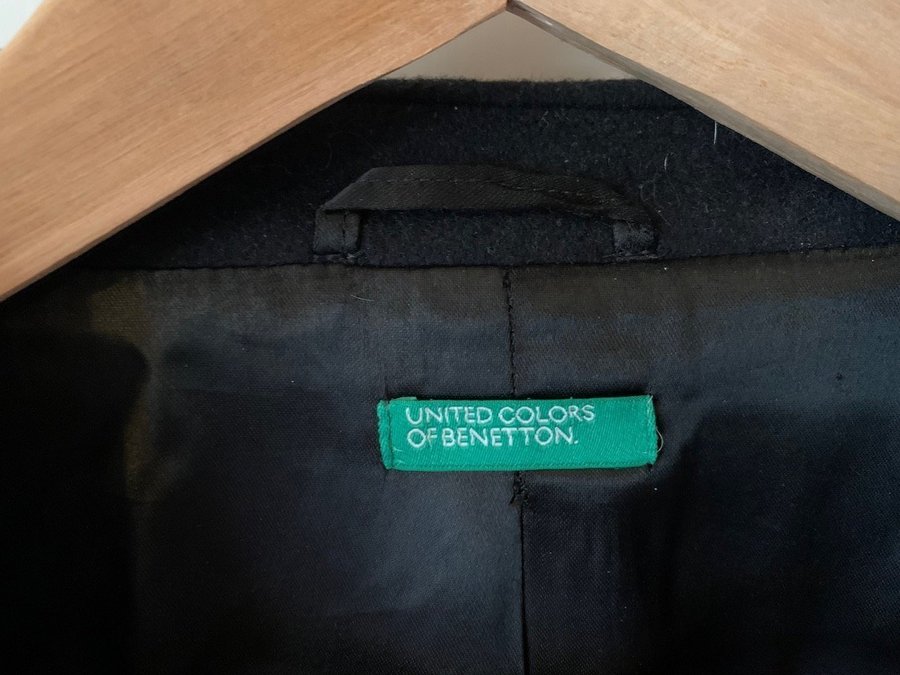 UNITED COLORS
OF BENETTON.